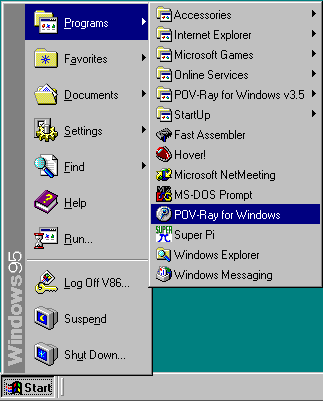 Programs
Favorites
Documents
Settings
Find
Help
Run...
Log Off V86...
Suspend
Shut Down...
Windows95
Start
Accessories
Internet Explorer
Microsoft Games
Online Services
POV-Ray for Windows v3.5
StartUp
Fast Assembler
Hover!
Microsoft NetMeeting
MS-DOS Prompt
POV-Ray for Windows
SUPER
Super Pi
Windows Explorer
Windows Messaging